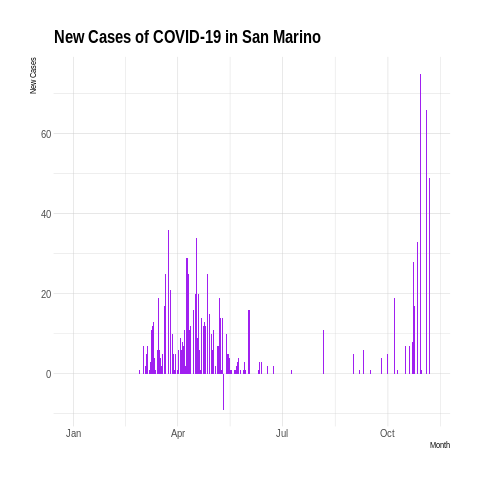 New Cases of COVID-19 in San Marino
New Cases
60
40
20
0
Jan Apr Jul Oct
Month